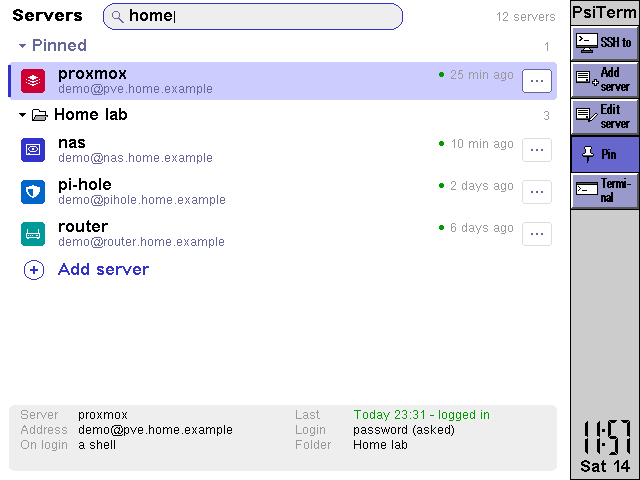 Servers
home
12 servers
Pinned
1
proxmox
demo@pve.home.example
25 min ago
Home lab
3
nas
demo@nas.home.example
10 min ago
pi-hole
demo@pihole.home.example
2 days ago
router
demo@router.home.example
6 days ago
Add server
Server proxmox
Last Today 23:31 - logged in
Address demo@pve.home.example
Login password (asked)
On login a shell
Folder Home lab
PsiTerm
SSH to
Add
server
Edit
server
Pin
Termi-
nal
11:57
Sat 14